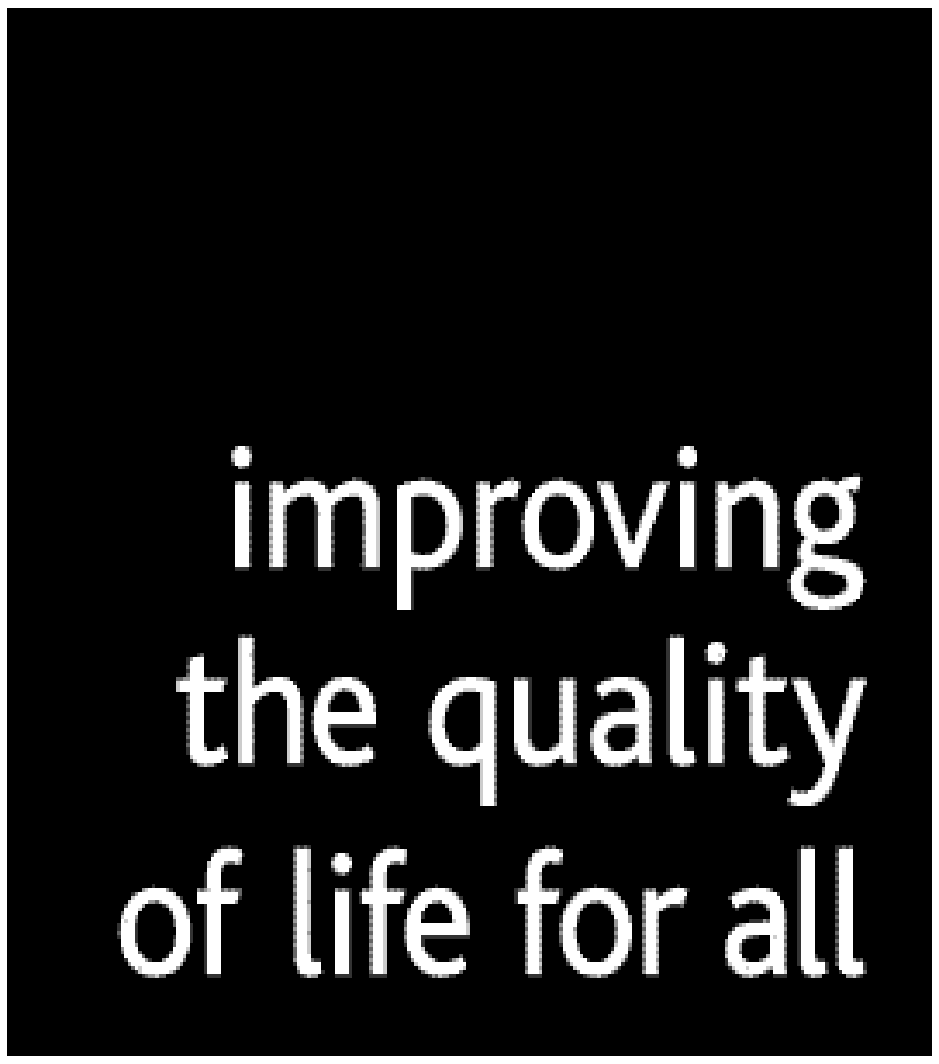 improving
the quality
of life for all